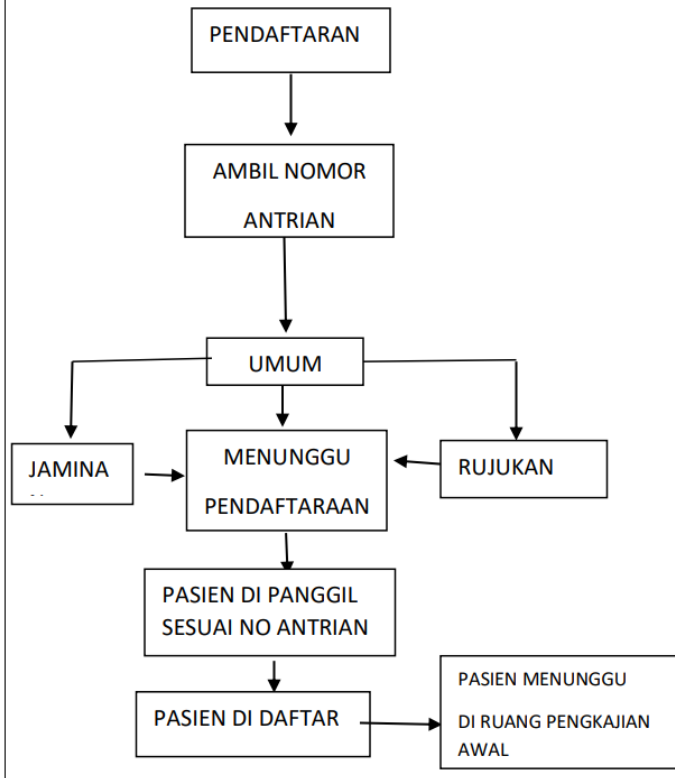 PENDAFTARAN
AMBIL NOMOR
ANTRIAN
UMUM
JAMINA
MENUNGGU
PENDAFTARAAN
RUJUKAN
PASIEN DI PANGGIL
SESUAI NO ANTRIAN
PASIEN DI DAFTAR
PASIEN MENUNGGU
DI RUANG PENGKAJIAN
AWAL